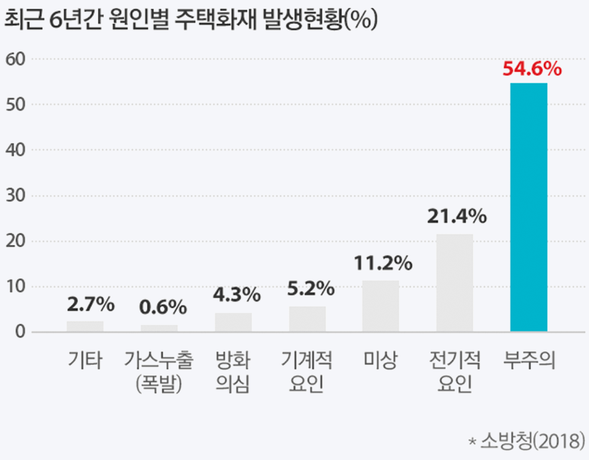 최근 6년간 원인별 주택화재 발생현황(%)
60
50
40
30
20
10
0
2.7%
0.6%
4.3%
5.2%
11.2%
21.4%
54.6%
기타
가스누출
(폭발)
방화
의심
기계적
요인
미상
전기적
요인
부주의
* 소방청(2018)